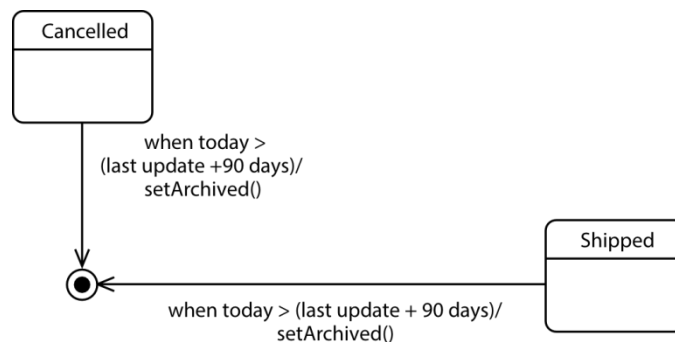 Cancelled
when today >
(last update +90 days)/
setArchived()
Shipped
when today > (last update + 90 days)/
setArchived()